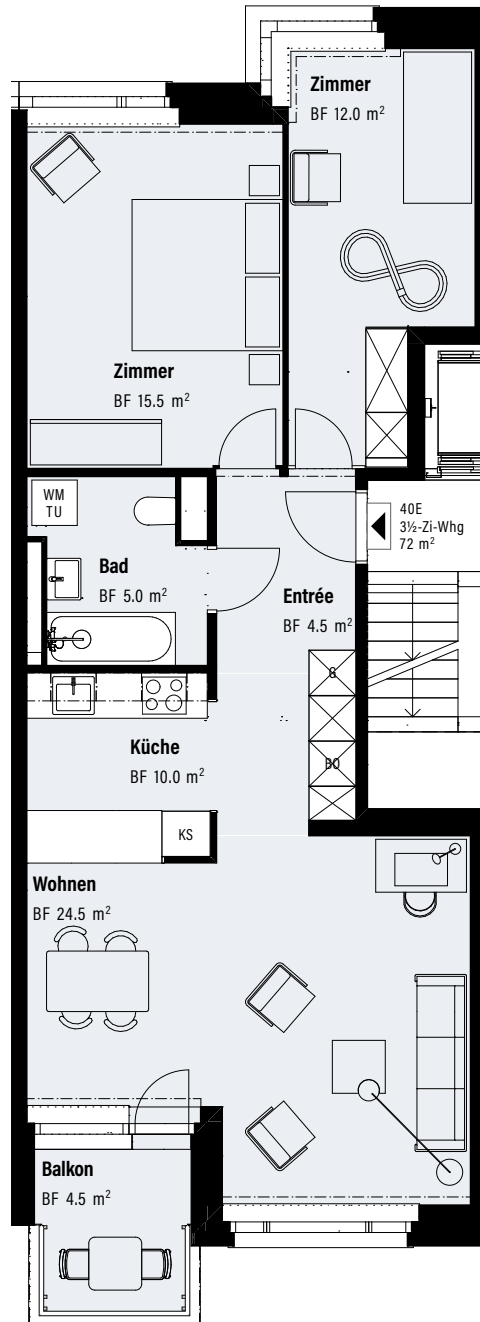 Zimmer
BF 12.0 m²
Zimmer
BF 15.5 m²
WM
TU
40E
3½-Zi-Whg
72 m²
Bad
BF 5.0 m²
Entrée
BF 4.5 m²
G
Küche
BF 10.0 m²
BO
KS
Wohnen
BF 24.5 m²
Balkon
BF 4.5 m²